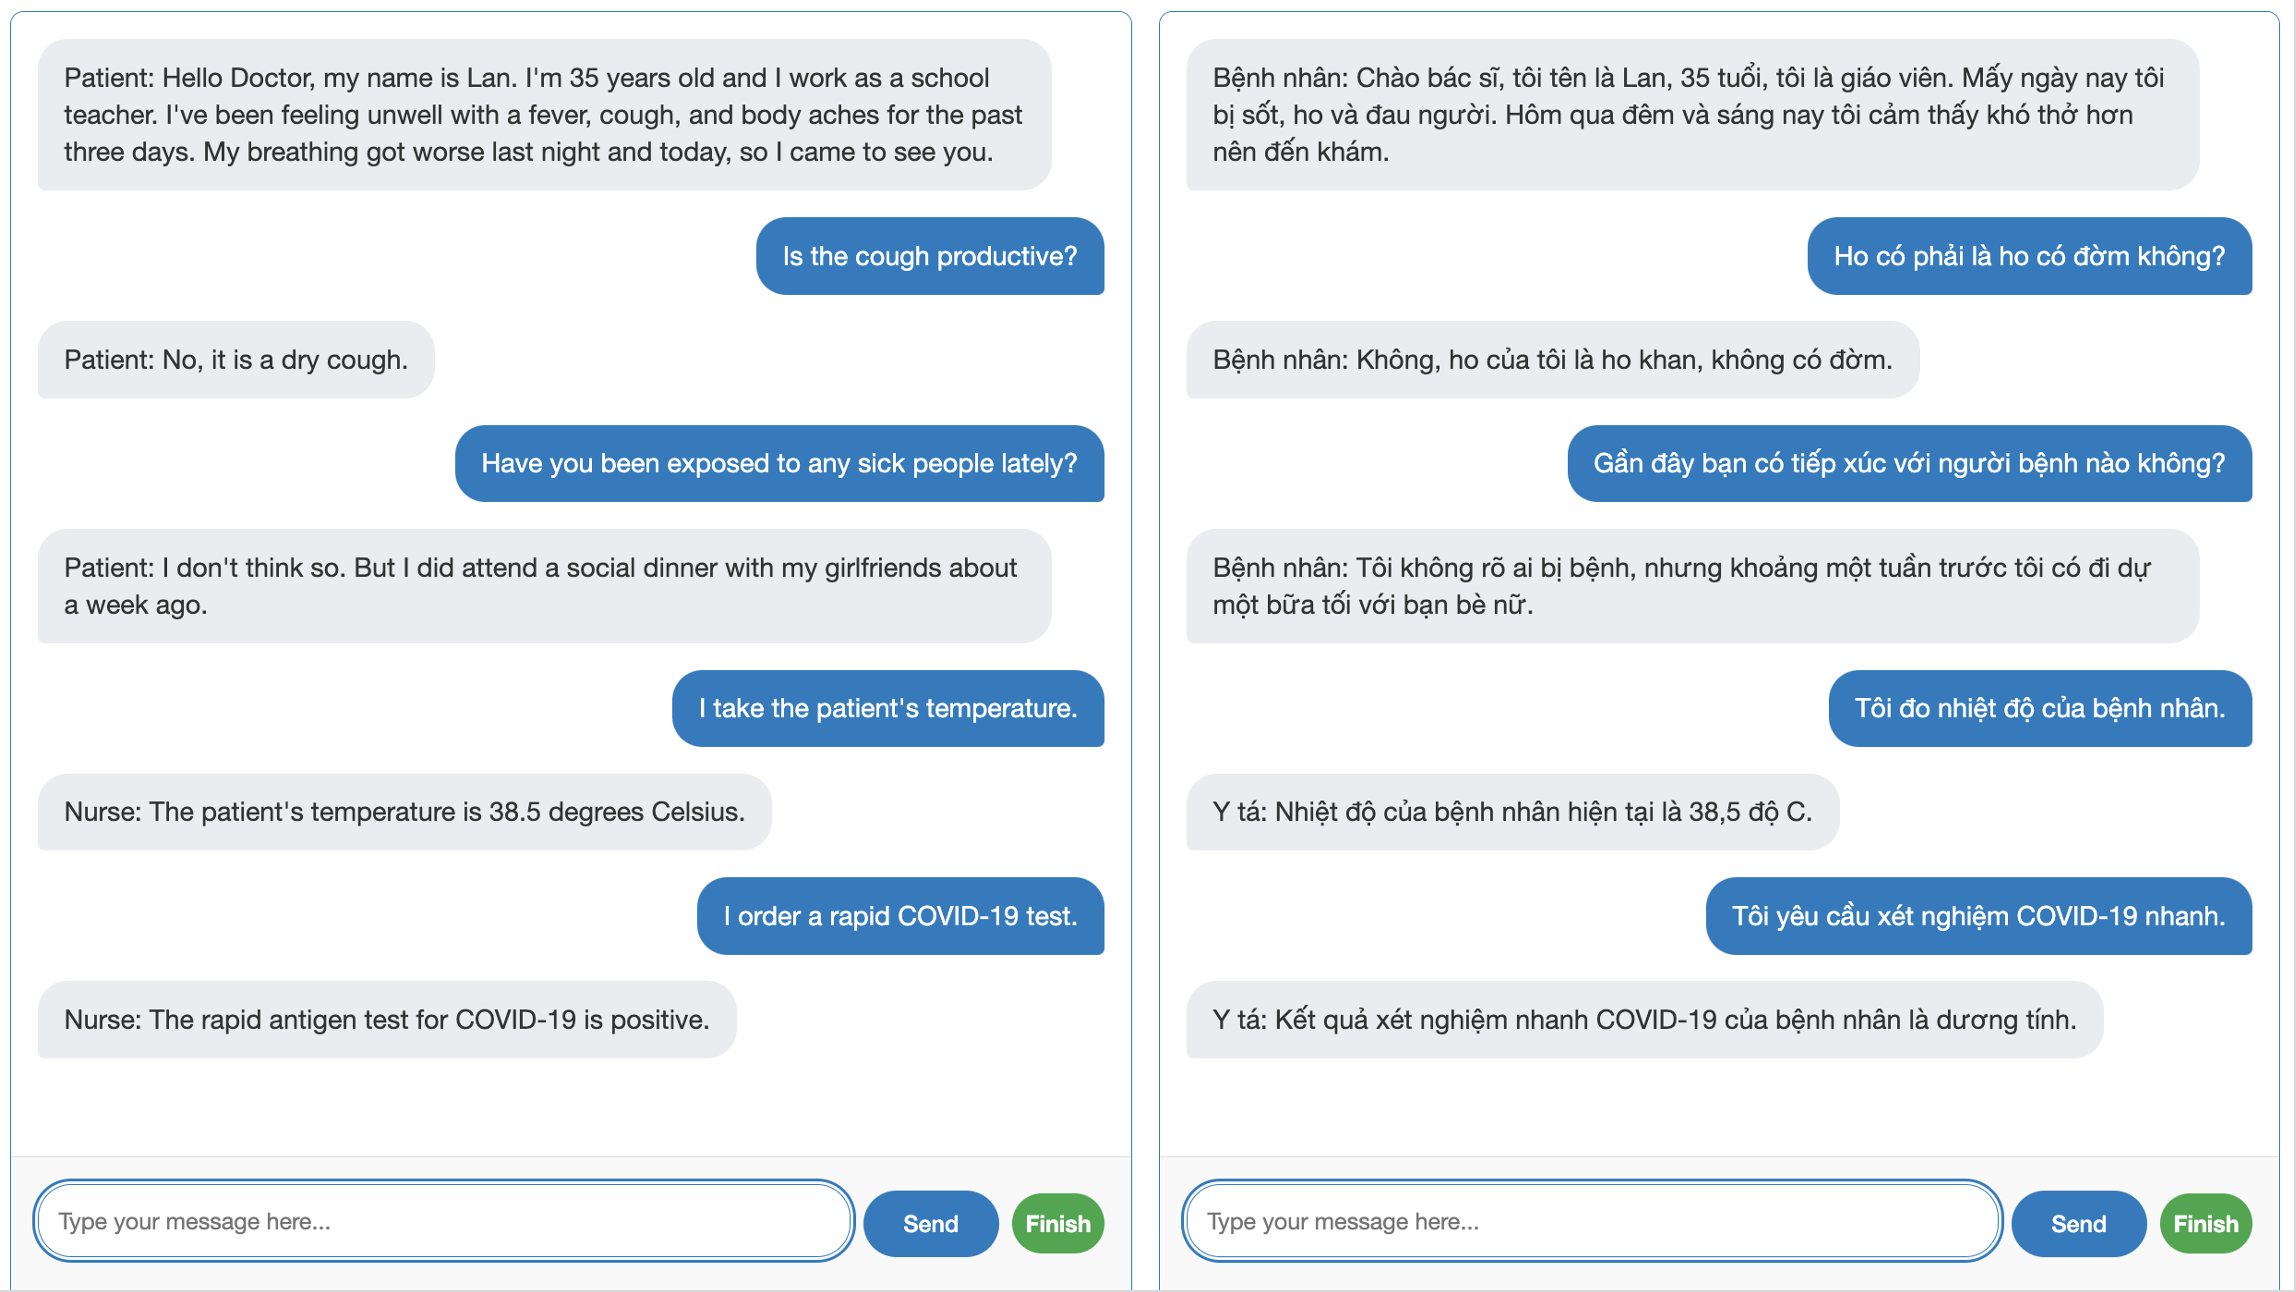 Patient: Hello Doctor, my name is Lan. I'm 35 years old and I work as a school
teacher. I've been feeling unwell with a fever, cough, and body aches for the past
three days. My breathing got worse last night and today, so I came to see you.
Is the cough productive?
Patient: No, it is a dry cough.
Have you been exposed to any sick people lately?
Patient: I don't think so. But I did attend a social dinner with my girlfriends about
a week ago.
I take the patient's temperature.
Nurse: The patient's temperature is 38.5 degrees Celsius.
I order a rapid COVID-19 test.
Nurse: The rapid antigen test for COVID-19 is positive.
Type your message here...
Send
Finish
Bệnh nhân: Chào bác sĩ, tôi tên là Lan, 35 tuổi, tôi là giáo viên. Mấy ngày nay tôi
bị sốt, ho và đau người. Hôm qua đêm và sáng nay tôi cảm thấy khó thở hơn
nên đến khám.
Ho có phải là ho có đờm không?
Bệnh nhân: Không, ho của tôi là ho khan, không có đờm.
Gần đây bạn có tiếp xúc với người bệnh nào không?
Bệnh nhân: Tôi không rõ ai bị bệnh, nhưng khoảng một tuần trước tôi có đi dự
một bữa tối với bạn bè nữ.
Tôi đo nhiệt độ của bệnh nhân.
Y tá: Nhiệt độ của bệnh nhân hiện tại là 38,5 độ C.
Tôi yêu cầu xét nghiệm COVID-19 nhanh.
Y tá: Kết quả xét nghiệm nhanh COVID-19 của bệnh nhân là dương tính.
Type your message here...
Send
Finish